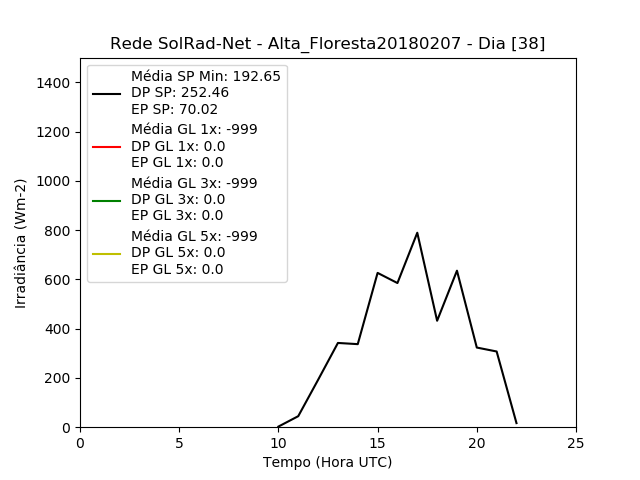 Rede SolRad-Net - Alta_Floresta20180207 - Dia [38]
Média SP Min: 192.65
DP SP: 252.46
EP SP: 70.02
Média GL 1x: -999
DP GL 1x: 0.0
EP GL 1x: 0.0
Média GL 3x: -999
DP GL 3x: 0.0
EP GL 3x: 0.0
Média GL 5x: -999
DP GL 5x: 0.0
EP GL 5x: 0.0
Irradiância (Wm-2)
1400
1200
1000
800
600
400
200
0
0 5 10 15 20 25
Tempo (Hora UTC)